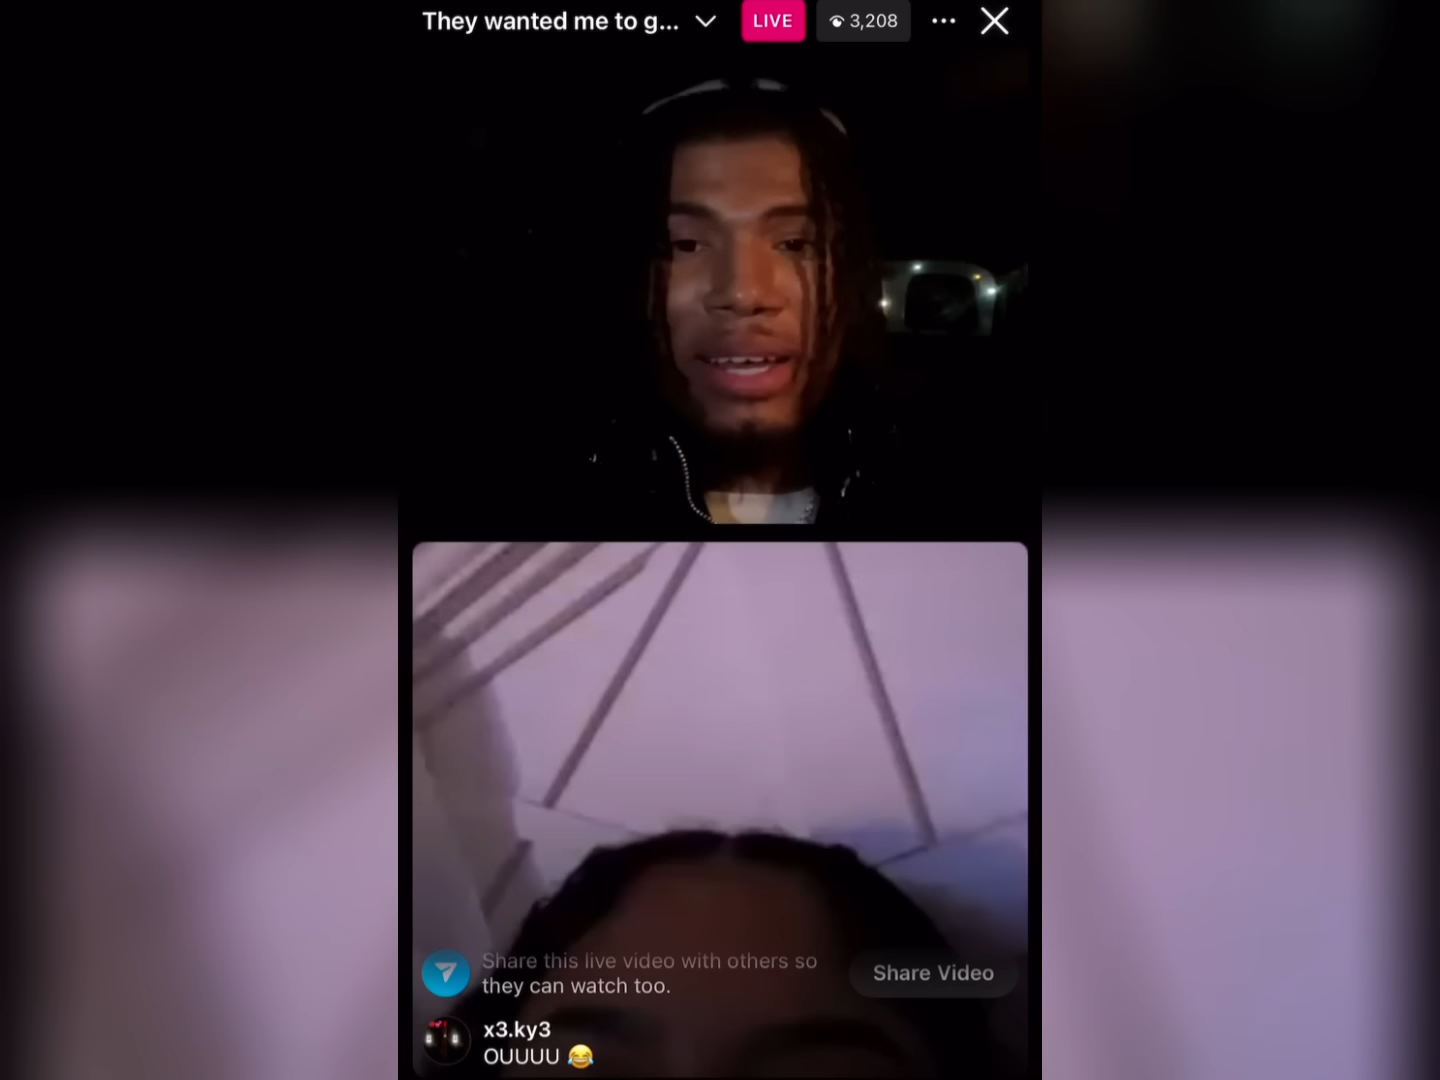 They wanted me to g...
LIVE
3,208
Share this live video with others so
they can watch too.
Share Video
x3.ky3
OUUUU 😂